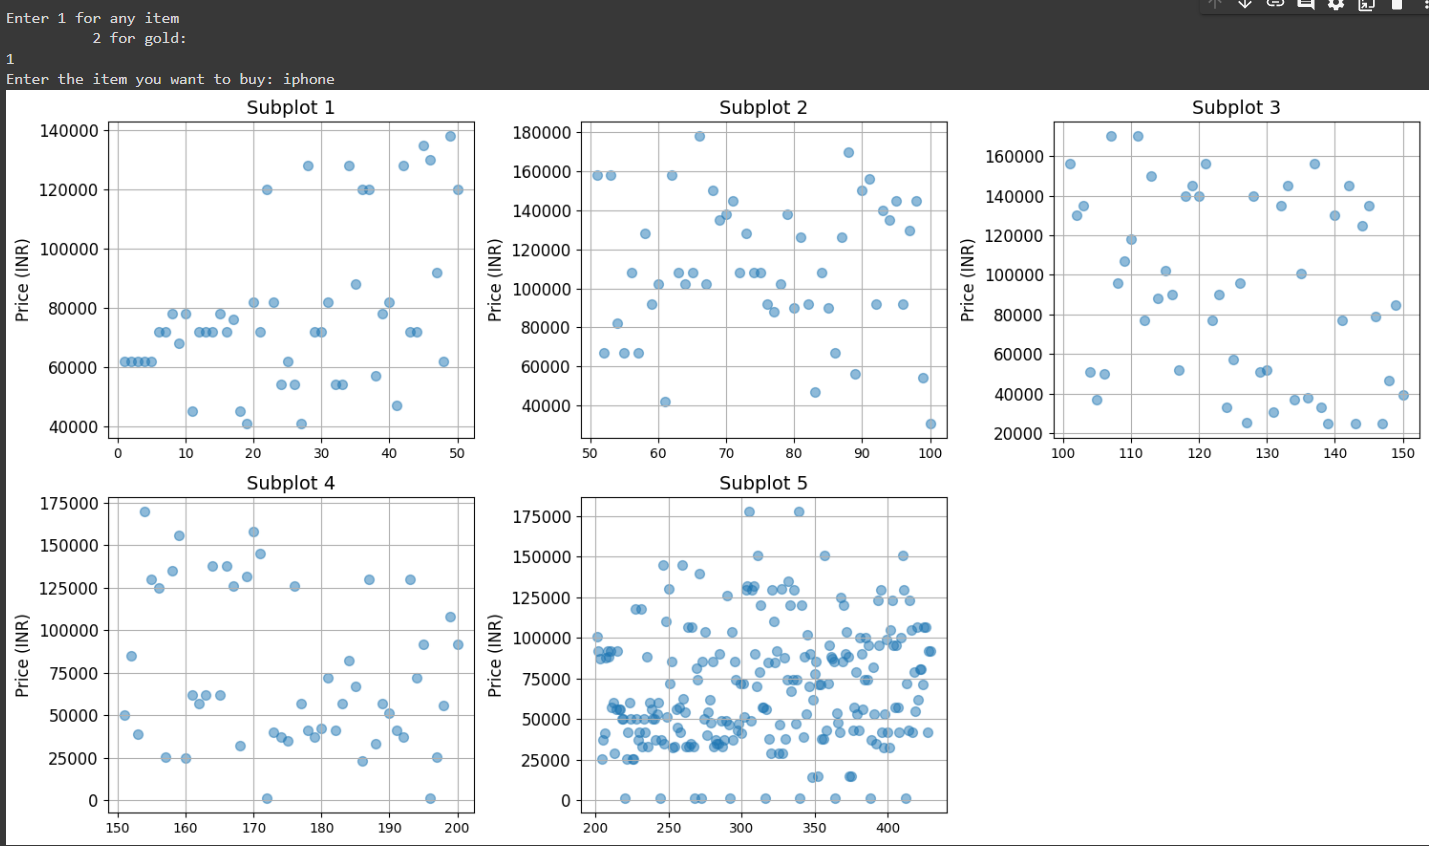 Enter 1 for any item
2 for gold:
1
Enter the item you want to buy: iphone
Subplot 1
Price (INR)
140000
120000
100000
80000
60000
40000
0 10 20 30 40 50
Subplot 2
Price (INR)
180000
160000
140000
120000
100000
80000
60000
40000
50 60 70 80 90 100
Subplot 3
Price (INR)
160000
140000
120000
100000
80000
60000
40000
20000
100 110 120 130 140 150
Subplot 4
Price (INR)
175000
150000
125000
100000
75000
50000
25000
0
150 160 170 180 190 200
Subplot 5
Price (INR)
175000
150000
125000
100000
75000
50000
25000
0
200 250 300 350 400